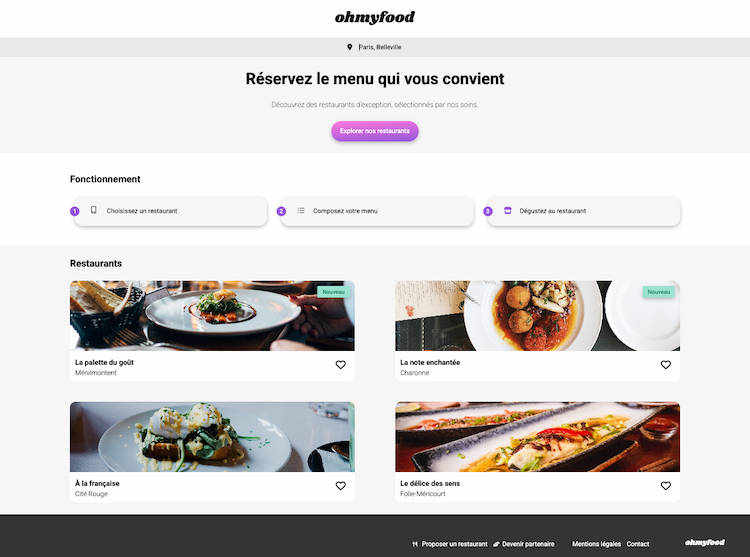 ohmyfood
Paris, Belleville
Réservez le menu qui vous convient
Découvrez des restaurants d'exception, sélectionnés par nos soins.
Explorer nos restaurants
Fonctionnement
1 Choisissez un restaurant
2 Composez votre menu
3 Dégustez au restaurant
Restaurants
Nouveau
La palette du goût
Ménilmontent
Nouveau
La note enchantée
Charonne
À la française
Cité Rouge
Le délice des sens
Folie-Méricourt
Proposer un restaurant Devenir partenaire Mentions légales Contact ohmyfood